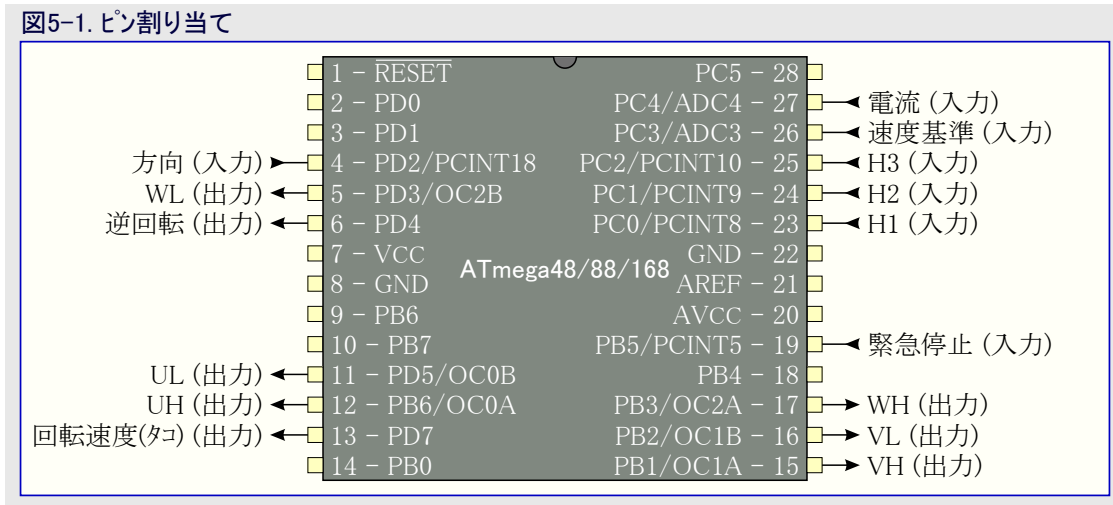 図5-1. ピン割り当て
1 - RESET
2 - PD0
3 - PD1
方向 (入力) 4 - PD2/PCINT18
WL (出力) 5 - PD3/OC2B
逆回転 (出力) 6 - PD4
7 - VCC
8 - GND
9 - PB6
10 - PB7
UL (出力) 11 - PD5/OC0B
UH (出力) 12 - PB6/OC0A
回転速度(タコ) (出力) 13 - PD7
14 - PB0
ATmega48/88/168
PC5 - 28
PC4/ADC4 - 27 電流 (入力)
PC3/ADC3 - 26 速度基準 (入力)
PC2/PCINT10 - 25 H3 (入力)
PC1/PCINT9 - 24 H2 (入力)
PC0/PCINT8 - 23 H1 (入力)
GND - 22
AREF - 21
AVCC - 20
PB5/PCINT5 - 19 緊急停止 (入力)
PB4 - 18
PB3/OC2A - 17 WH (出力)
PB2/OC1B - 16 VL (出力)
PB1/OC1A - 15 VH (出力)